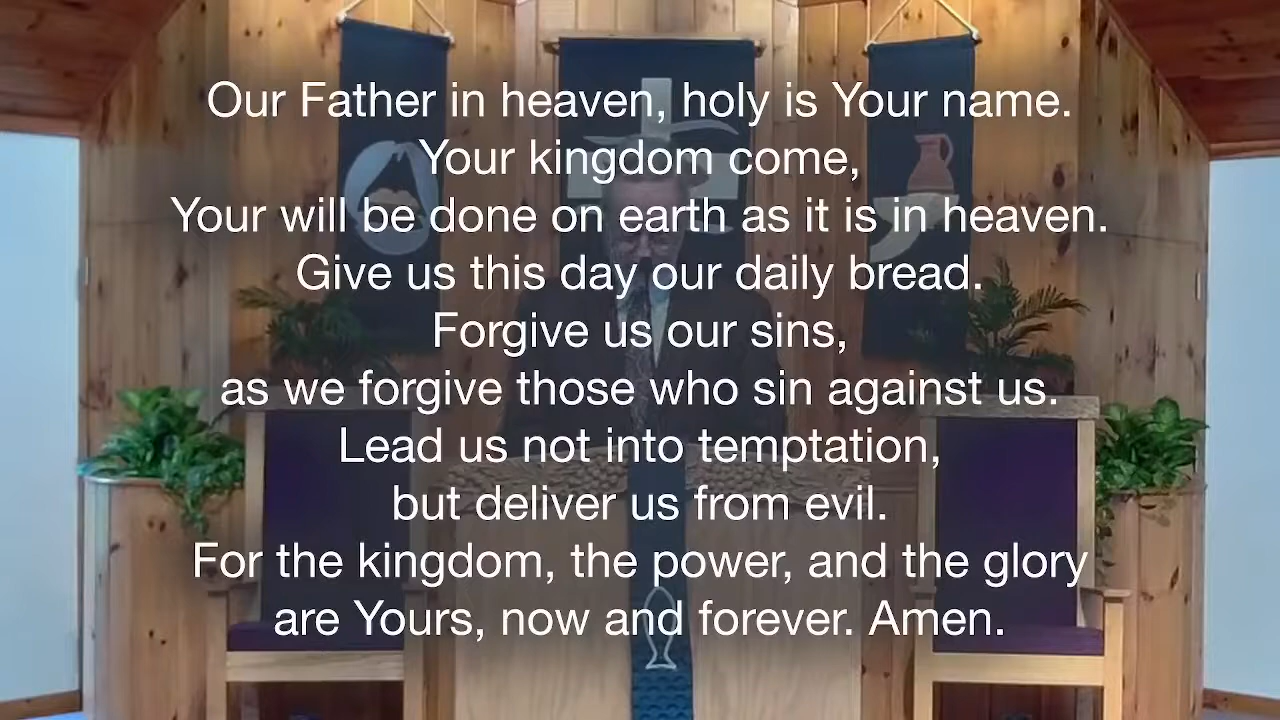 Our Father in heaven, holy is Your name.
Your kingdom come,
Your will be done on earth as it is in heaven.
Give us this day our daily bread.
Forgive us our sins,
as we forgive those who sin against us.
Lead us not into temptation,
but deliver us from evil.
For the kingdom, the power, and the glory
are Yours, now and forever. Amen.